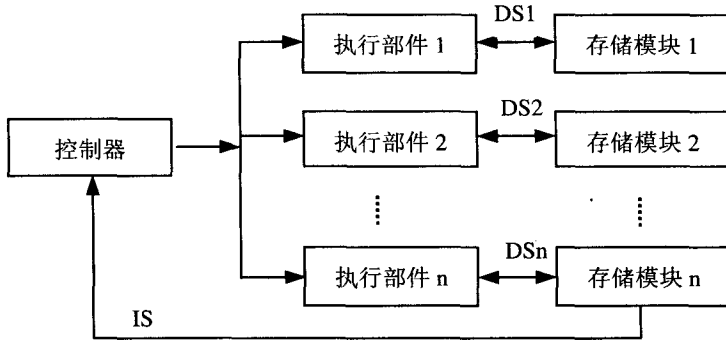 DS1
执行部件 1
存储模块 1
DS2
控制器
执行部件 2
存储模块 2
DSn
执行部件 n
存储模块 n
IS